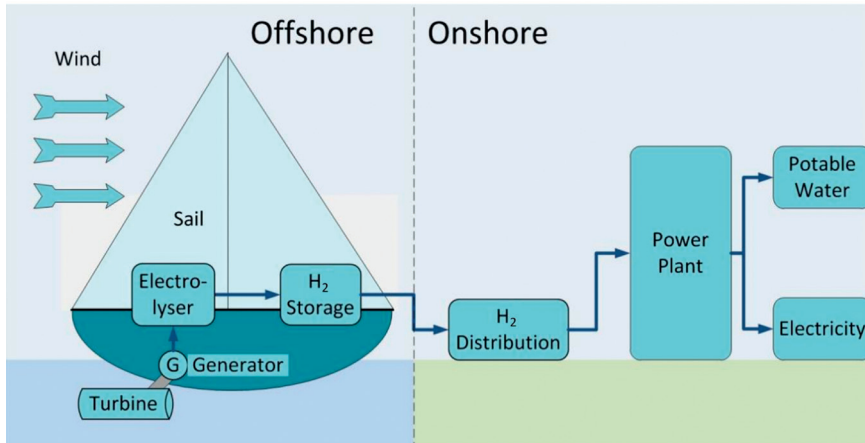 Offshore
Onshore
Wind
Sail
Electro-
lyser
H₂
Storage
G
Generator
Turbine
H₂
Distribution
Power
Plant
Potable
Water
Electricity